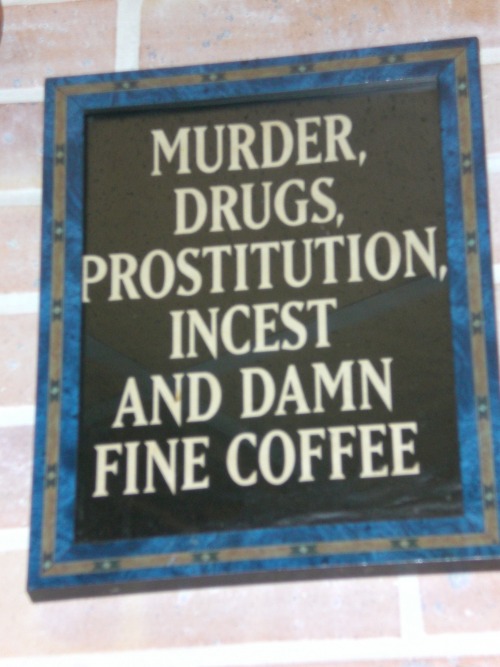 MURDER,
DRUGS,
PROSTITUTION,
INCEST
AND DAMN
FINE COFFEE